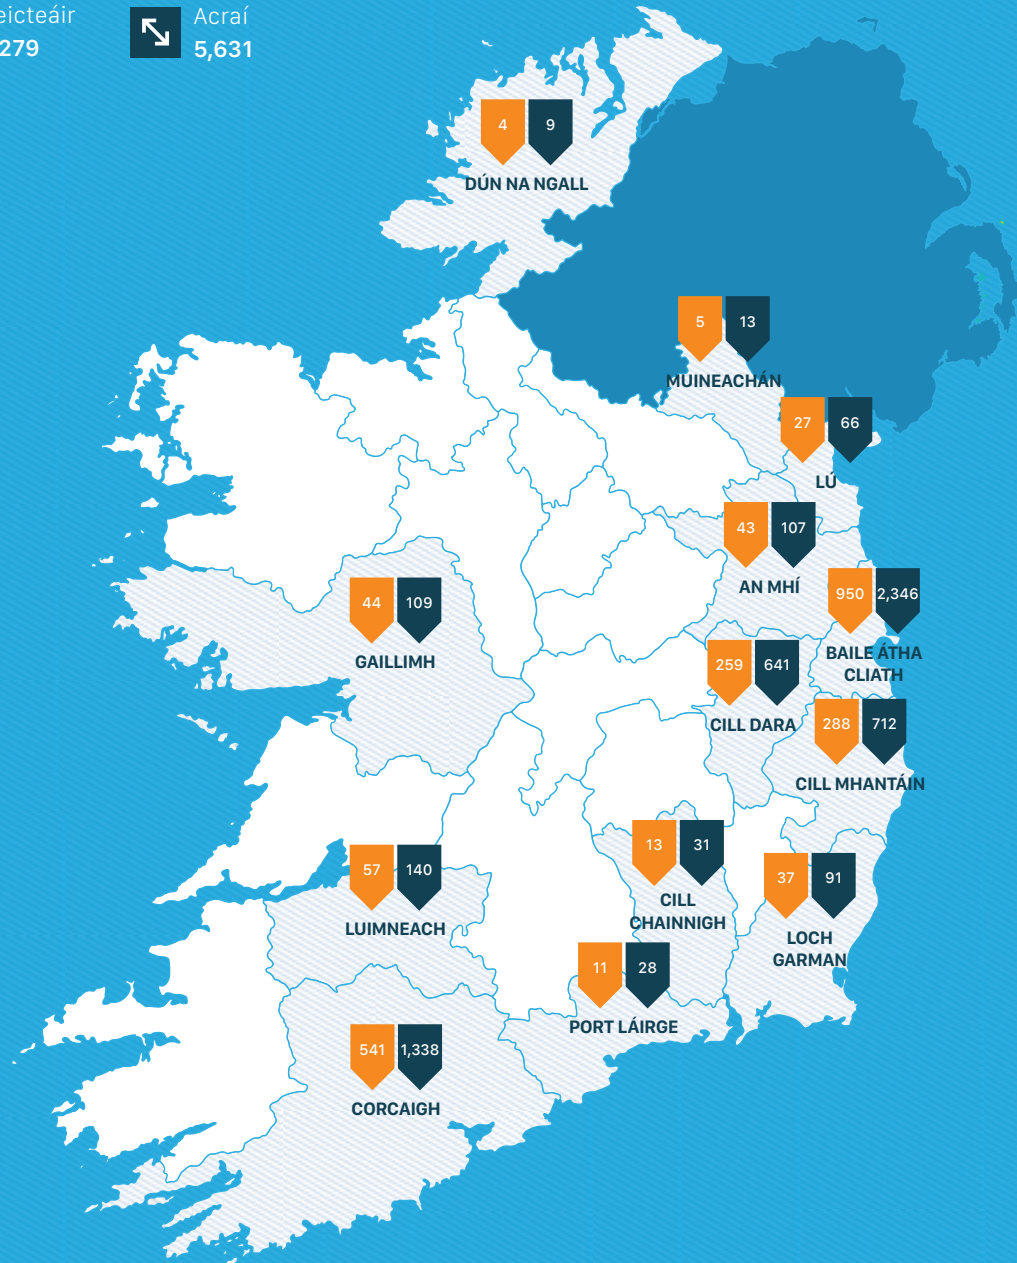 eicteáir
279
Acraí
5,631
4 9
DÚN NA NGALL
5 13
MUINEACHÁN
27 66
LÚ
43 107
AN MHÍ
950 2,346
BAILE ÁTHA
CLIATH
44 109
GAILLIMH
259 641
CILL DARA
288 712
CILL MHANTÁIN
13 31
CILL
CHAINNIGH
57 140
LUIMNEACH
37 91
LOCH
GARMAN
11 28
PORT LÁIRGE
541 1,338
CORCAIGH